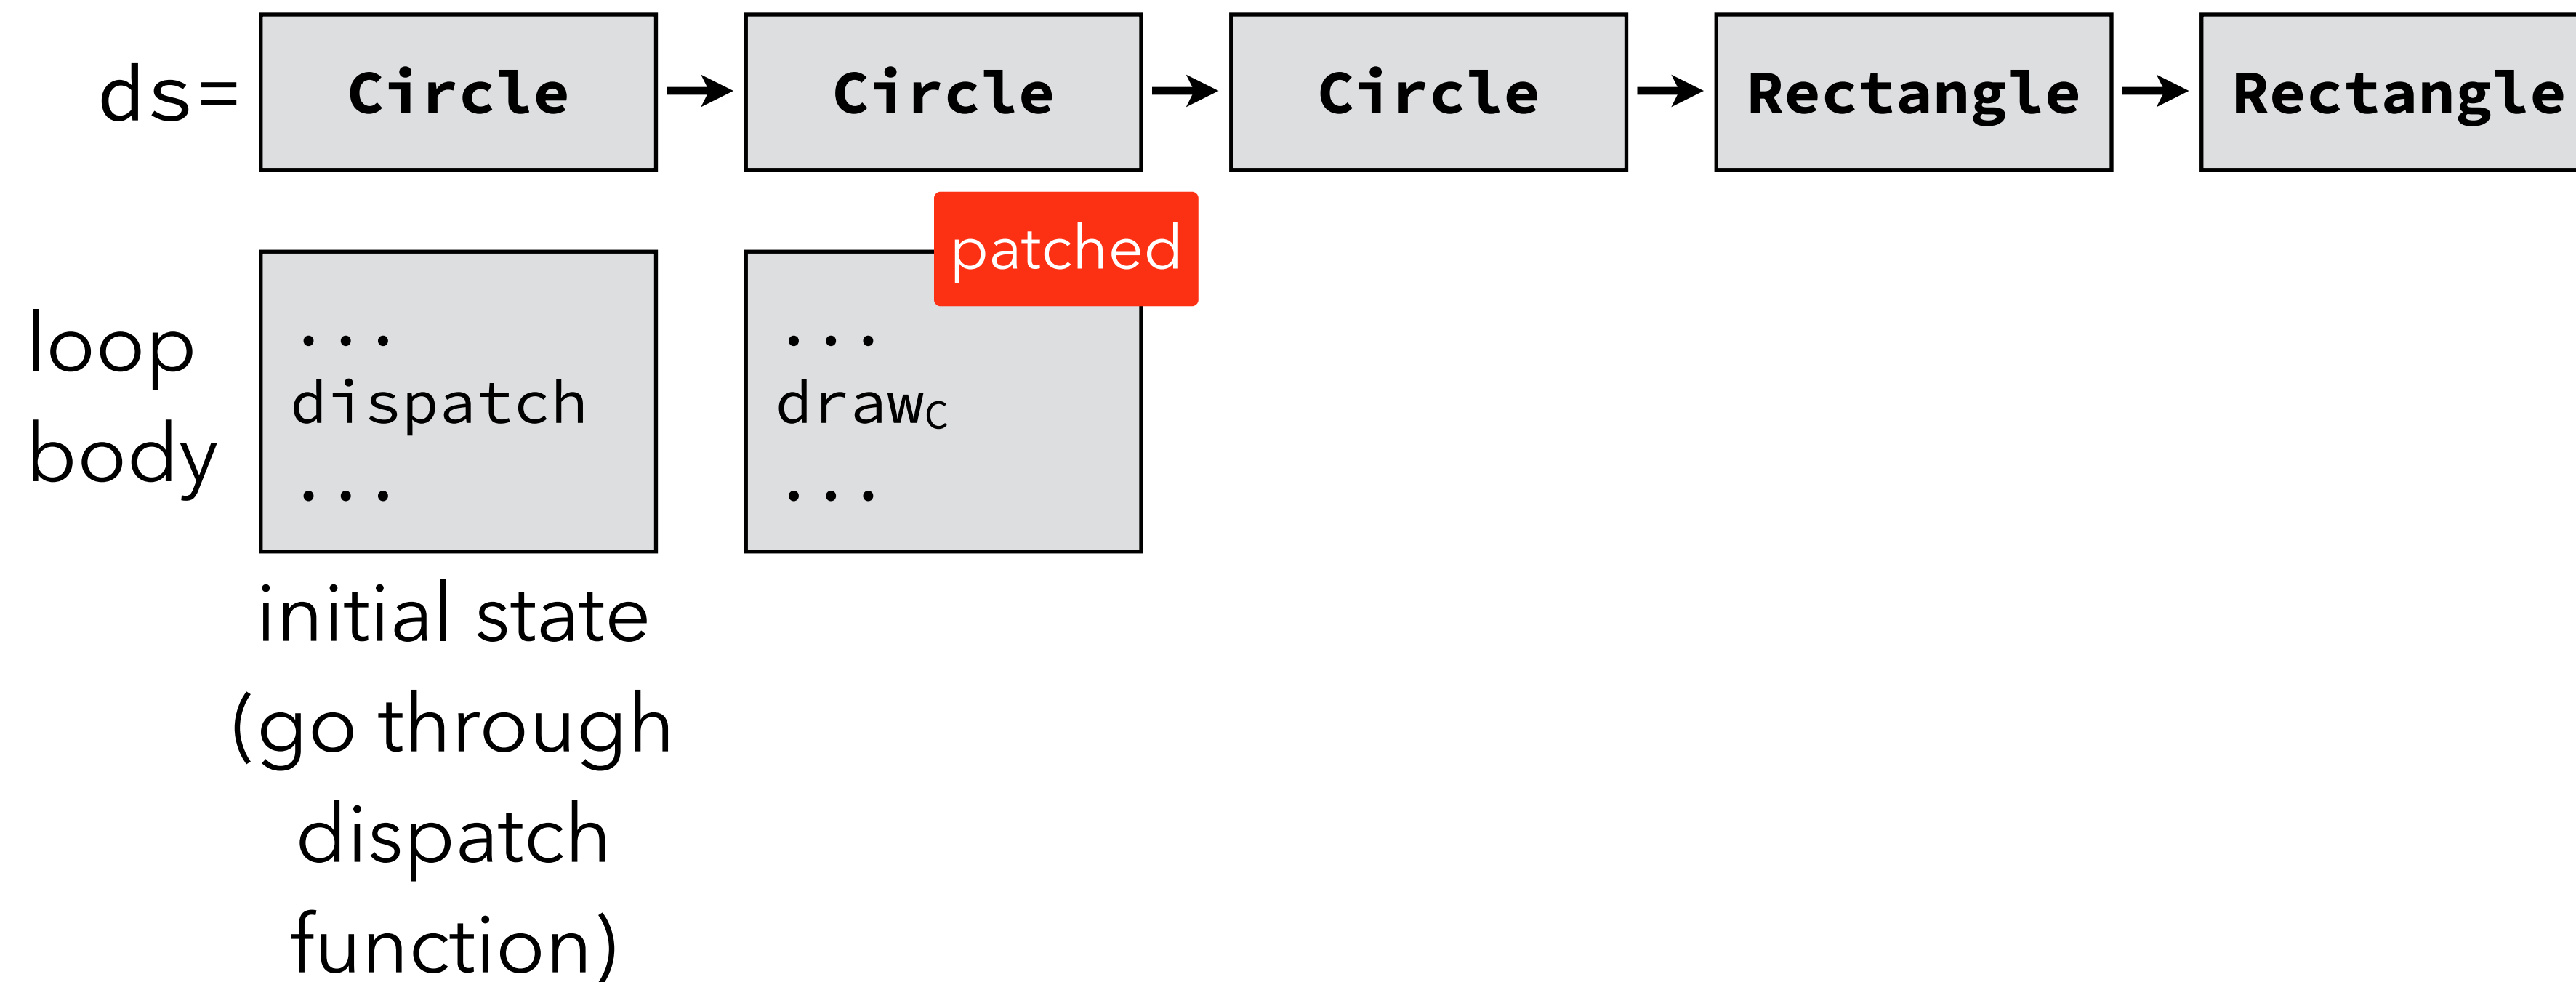 ds= Circle → Circle → Circle → Rectangle → Rectangle
patched
loop body
...
dispatch
...
...
drawC
...
initial state
(go through
dispatch
function)